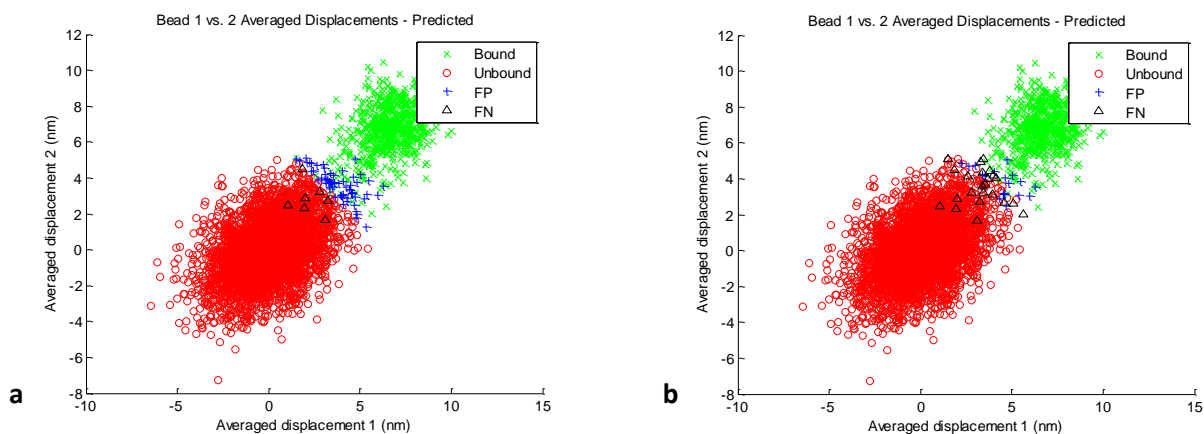 Bead 1 vs. 2 Averaged Displacements - Predicted
12
10
8
6
4
2
0
-2
-4
-6
-8
Averaged displacement 2 (nm)
Bound
Unbound
FP
FN
-10
-5
0
5
10
15
Averaged displacement 1 (nm)
a
Bead 1 vs. 2 Averaged Displacements - Predicted
12
10
8
6
4
2
0
-2
-4
-6
-8
Averaged displacement 2 (nm)
Bound
Unbound
FP
FN
-10
-5
0
5
10
15
Averaged displacement 1 (nm)
b